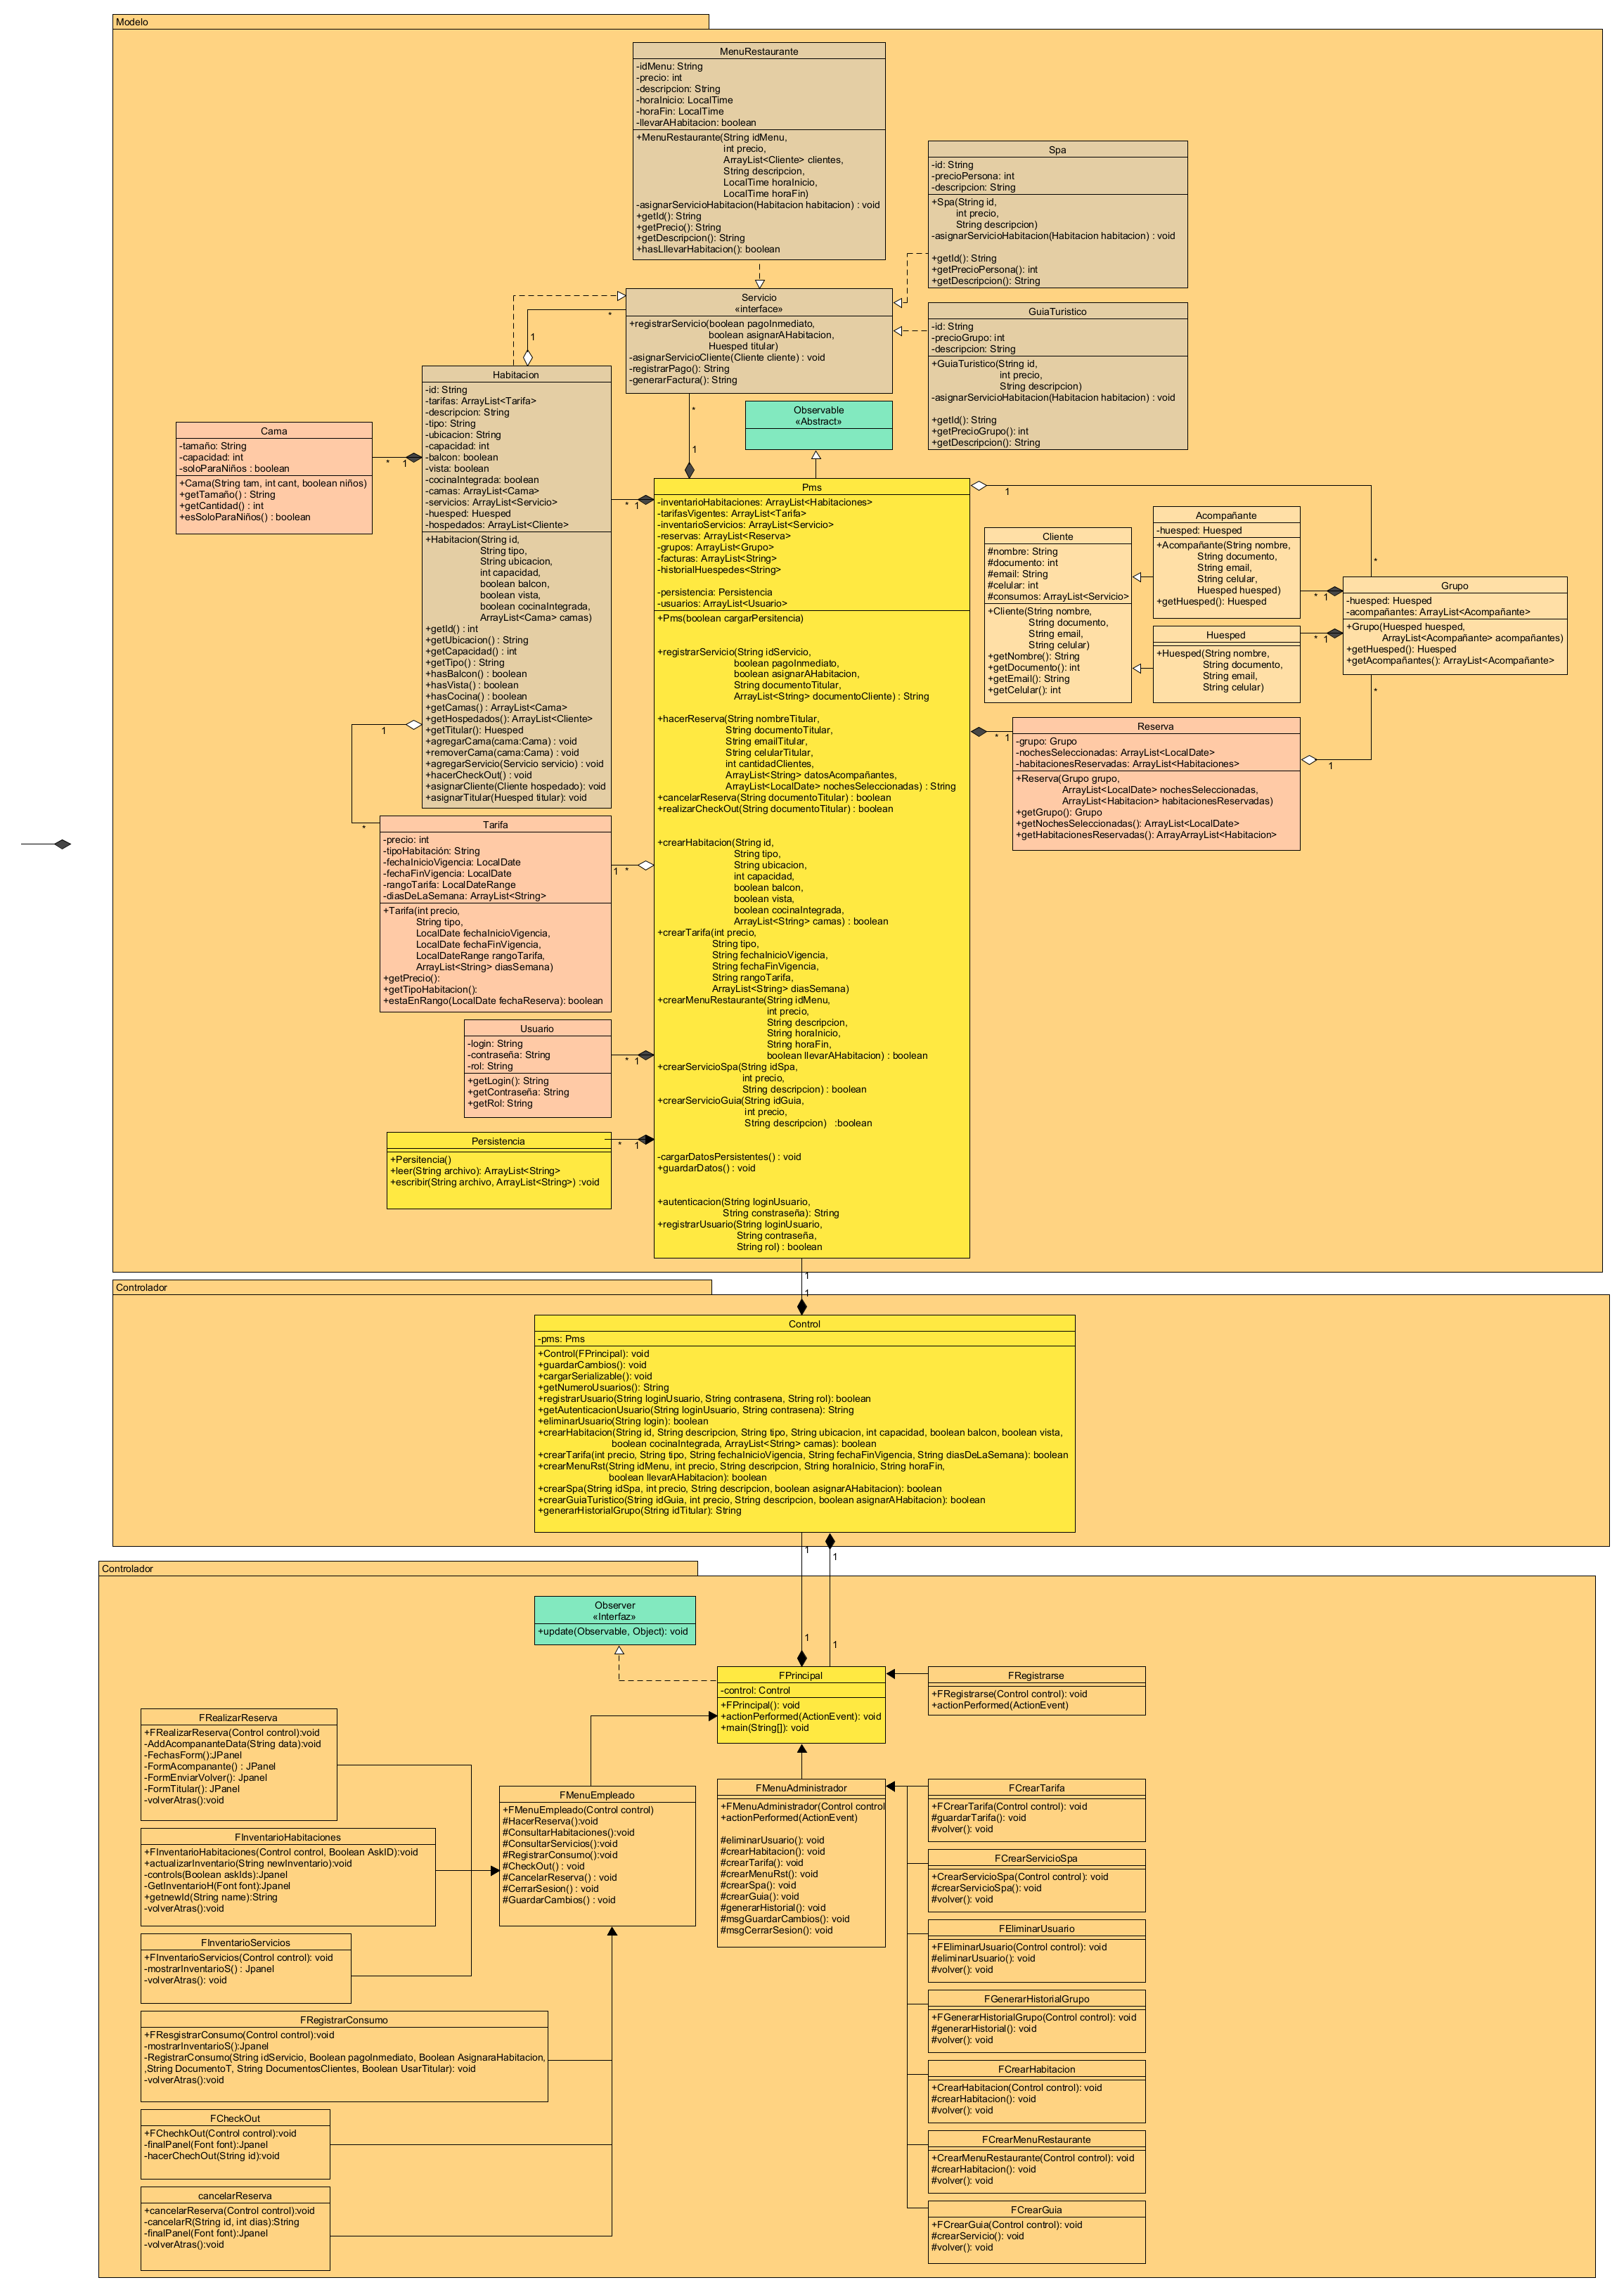 Modelo
MenuRestaurante
-idMenu: String
-precio: int
-descripcion: String
-horaInicio: LocalTime
-horaFin: LocalTime
-llevarAHabitacion: boolean
+MenuRestaurante(String idMenu,
int precio,
ArrayList<Cliente> clientes,
String descripcion,
LocalTime horaInicio,
LocalTime horaFin)
-asignarServicioHabitacion(Habitacion habitacion) : void
+getId(): String
+getPrecio(): String
+getDescripcion(): String
+hasLllevarHabitacion(): boolean
Spa
-id: String
-precioPersona: int
-descripcion: String
+Spa(String id,
int precio,
String descripcion)
-asignarServicioHabitacion(Habitacion habitacion) : void
+getId(): String
+getPrecioPersona(): int
+getDescripcion(): String
Servicio
«interface»
+registrarServicio(boolean pagoInmediato,
boolean asignarAHabitacion,
Huesped titular)
-asignarServicioCliente(Cliente cliente) : void
-registrarPago(): String
-generarFactura(): String
*
1
*
1
GuiaTuristico
-id: String
-precioGrupo: int
-descripcion: String
+GuiaTuristico(String id,
int precio,
String descripcion)
-asignarServicioHabitacion(Habitacion habitacion) : void
+getId(): String
+getPrecioGrupo(): int
+getDescripcion(): String
Observable
«Abstract»
Habitacion
-id: String
-tarifas: ArrayList<Tarifa>
-descripcion: String
-tipo: String
-ubicacion: String
-capacidad: int
-balcon: boolean
-vista: boolean
-cocinaIntegrada: boolean
-camas: ArrayList<Cama>
-servicios: ArrayList<Servicio>
-huesped: Huesped
-hospedados: ArrayList<Cliente>
+Habitacion(String id,
String tipo,
String ubicacion,
int capacidad,
boolean balcon,
boolean vista,
boolean cocinaIntegrada,
ArrayList<Cama> camas)
+getId() : int
+getUbicacion() : String
+getCapacidad() : int
+getTipo() : String
+hasBalcon() : boolean
+hasVista() : boolean
+hasCocina() : boolean
+getCamas() : ArrayList<Cama>
+getHospedados(): ArrayList<Cliente>
+getTitular(): Huesped
+agregarCama(cama:Cama) : void
+removerCama(cama:Cama) : void
+agregarServicio(Servicio servicio) : void
+hacerCheckOut() : void
+asignarCliente(Cliente hospedado): void
+asignarTitular(Huesped titular): void
Cama
-tamaño: String
-capacidad: int
-soloParaNiños : boolean
+Cama(String tam, int cant, boolean niños)
+getTamaño() : String
+getCantidad() : int
+esSoloParaNiños() : boolean
* 1
* 1
Pms
-inventarioHabitaciones: ArrayList<Habitaciones>
-tarifasVigentes: ArrayList<Tarifa>
-inventarioServicios: ArrayList<Servicio>
-reservas: ArrayList<Reserva>
-grupos: ArrayList<Grupo>
-facturas: ArrayList<String>
-historialHuespedes<String>
-persistencia: Persistencia
-usuarios: ArrayList<Usuario>
+Pms(boolean cargarPersitencia)
+registrarServicio(String idServicio,
boolean pagoInmediato,
boolean asignarAHabitacion,
String documentoTitular,
ArrayList<String> documentoCliente) : String
+hacerReserva(String nombreTitular,
String documentoTitular,
String emailTitular,
String celularTitular,
int cantidadClientes,
ArrayList<String> datosAcompañantes,
ArrayList<LocalDate> nochesSeleccionadas) : String
+cancelarReserva(String documentoTitular) : boolean
+realizarCheckOut(String documentoTitular) : boolean
+crearHabitacion(String id,
String tipo,
String ubicacion,
int capacidad,
boolean balcon,
boolean vista,
boolean cocinaIntegrada,
ArrayList<String> camas) : boolean
+crearTarifa(int precio,
String tipo,
String fechaInicioVigencia,
String fechaFinVigencia,
String rangoTarifa,
ArrayList<String> diasSemana)
+crearMenuRestaurante(String idMenu,
int precio,
String descripcion,
String horaInicio,
String horaFin,
boolean llevarAHabitacion) : boolean
+crearServicioSpa(String idSpa,
int precio,
String descripcion) : boolean
+crearServicioGuia(String idGuia,
int precio,
String descripcion) :boolean
-cargarDatosPersistentes() : void
+guardarDatos() : void
+autenticacion(String loginUsuario,
String constraseña): String
+registrarUsuario(String loginUsuario,
String contraseña,
String rol) : boolean
1
*
Cliente
#nombre: String
#documento: int
#email: String
#celular: int
#consumos: ArrayList<Servicio>
+Cliente(String nombre,
String documento,
String email,
String celular)
+getNombre(): String
+getDocumento(): int
+getEmail(): String
+getCelular(): int
Acompañante
-huesped: Huesped
+Acompañante(String nombre,
String documento,
String email,
String celular,
Huesped huesped)
+getHuesped(): Huesped
* 1
Huesped
+Huesped(String nombre,
String documento,
String email,
String celular)
* 1
Grupo
-huesped: Huesped
-acompañantes: ArrayList<Acompañante>
+Grupo(Huesped huesped,
ArrayList<Acompañante> acompañantes)
+getHuesped(): Huesped
+getAcompañantes(): ArrayList<Acompañante>
*
1
Reserva
-grupo: Grupo
-nochesSeleccionadas: ArrayList<LocalDate>
-habitacionesReservadas: ArrayList<Habitaciones>
+Reserva(Grupo grupo,
ArrayList<LocalDate> nochesSeleccionadas,
ArrayList<Habitacion> habitacionesReservadas)
+getGrupo(): Grupo
+getNochesSeleccionadas(): ArrayList<LocalDate>
+getHabitacionesReservadas(): ArrayArrayList<Habitacion>
* 1
1
*
Tarifa
-precio: int
-tipoHabitación: String
-fechaInicioVigencia: LocalDate
-fechaFinVigencia: LocalDate
-rangoTarifa: LocalDateRange
-diasDeLaSemana: ArrayList<String>
+Tarifa(int precio,
String tipo,
LocalDate fechaInicioVigencia,
LocalDate fechaFinVigencia,
LocalDateRange rangoTarifa,
ArrayList<String> diasSemana)
+getPrecio():
+getTipoHabitacion():
+estaEnRango(LocalDate fechaReserva): boolean
1 *
Usuario
-login: String
-contraseña: String
-rol: String
+getLogin(): String
+getContraseña: String
+getRol: String
* 1
Persistencia
+Persitencia()
+leer(String archivo): ArrayList<String>
+escribir(String archivo, ArrayList<String>) :void
* 1
1
Controlador
1
Control
-pms: Pms
+Control(FPrincipal): void
+guardarCambios(): void
+cargarSerializable(): void
+getNumeroUsuarios(): String
+registrarUsuario(String loginUsuario, String contrasena, String rol): boolean
+getAutenticacionUsuario(String loginUsuario, String contrasena): String
+eliminarUsuario(String login): boolean
+crearHabitacion(String id, String descripcion, String tipo, String ubicacion, int capacidad, boolean balcon, boolean vista,
boolean cocinaIntegrada, ArrayList<String> camas): boolean
+crearTarifa(int precio, String tipo, String fechaInicioVigencia, String fechaFinVigencia, String diasDeLaSemana): boolean
+crearMenuRst(String idMenu, int precio, String descripcion, String horaInicio, String horaFin,
boolean llevarAHabitacion): boolean
+crearSpa(String idSpa, int precio, String descripcion, boolean asignarAHabitacion): boolean
+crearGuiaTuristico(String idGuia, int precio, String descripcion, boolean asignarAHabitacion): boolean
+generarHistorialGrupo(String idTitular): String
1
1
Controlador
Observer
«Interfaz»
+update(Observable, Object): void
1
1
FPrincipal
-control: Control
+FPrincipal(): void
+actionPerformed(ActionEvent): void
+main(String[]): void
FRegistrarse
+FRegistrarse(Control control): void
+actionPerformed(ActionEvent)
FRealizarReserva
+FRealizarReserva(Control control):void
-AddAcompananteData(String data):void
-FechasForm():JPanel
-FormAcompanante() : JPanel
-FormEnviarVolver(): Jpanel
-FormTitular(): JPanel
-volverAtras():void
FInventarioHabitaciones
+FInventarioHabitaciones(Control control, Boolean AskID):void
+actualizarInventario(String newInventario):void
-controls(Boolean askIds):Jpanel
-GetInventarioH(Font font):Jpanel
+getnewId(String name):String
-volverAtras():void
FInventarioServicios
+FInventarioServicios(Control control): void
-mostrarInventarioS() : Jpanel
-volverAtras(): void
FRegistrarConsumo
+FResgistrarConsumo(Control control):void
-mostrarInventarioS():Jpanel
-RegistrarConsumo(String idServicio, Boolean pagoInmediato, Boolean AsignaraHabitacion,
,String DocumentoT, String DocumentosClientes, Boolean UsarTitular): void
-volverAtras():void
FCheckOut
+FChechkOut(Control control):void
-finalPanel(Font font):Jpanel
-hacerChechOut(String id):void
cancelarReserva
+cancelarReserva(Control control):void
-cancelarR(String id, int dias):String
-finalPanel(Font font):Jpanel
-volverAtras():void
FMenuEmpleado
+FMenuEmpleado(Control control)
#HacerReserva():void
#ConsultarHabitaciones():void
#ConsultarServicios():void
#RegistrarConsumo():void
#CheckOut() : void
#CancelarReserva() : void
#CerrarSesion() : void
#GuardarCambios() : void
FMenuAdministrador
+FMenuAdministrador(Control control
+actionPerformed(ActionEvent)
#eliminarUsuario(): void
#crearHabitacion(): void
#crearTarifa(): void
#crearMenuRst(): void
#crearSpa(): void
#crearGuia(): void
#generarHistorial(): void
#msgGuardarCambios(): void
#msgCerrarSesion(): void
FCrearTarifa
+FCrearTarifa(Control control): void
#guardarTarifa(): void
#volver(): void
FCrearServicioSpa
+CrearServicioSpa(Control control): void
#crearServicioSpa(): void
#volver(): void
FEliminarUsuario
+FEliminarUsuario(Control control): void
#eliminarUsuario(): void
#volver(): void
FGenerarHistorialGrupo
+FGenerarHistorialGrupo(Control control): void
#generarHistorial(): void
#volver(): void
FCrearHabitacion
+CrearHabitacion(Control control): void
#crearHabitacion(): void
#volver(): void
FCrearMenuRestaurante
+CrearMenuRestaurante(Control control): void
#crearHabitacion(): void
#volver(): void
FCrearGuia
+FCrearGuia(Control control): void
#crearServicio(): void
#volver(): void